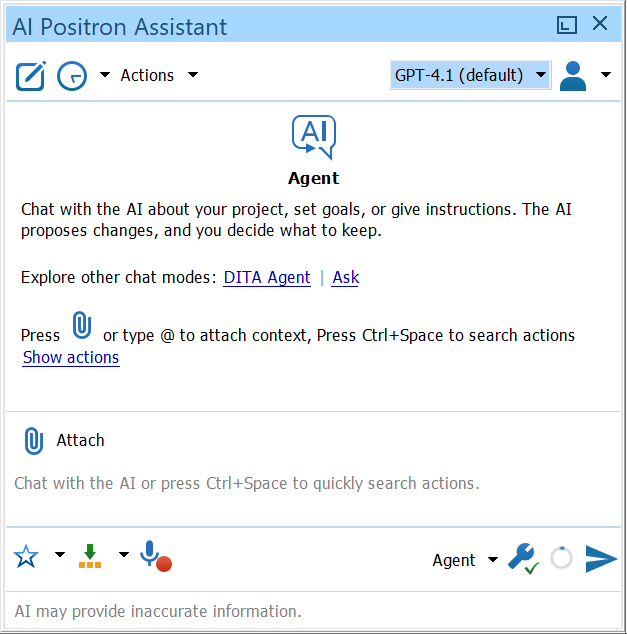 AI Positron Assistant
Actions
GPT-4.1 (default)
AI
Agent
Chat with the AI about your project, set goals, or give instructions. The AI
proposes changes, and you decide what to keep.
Explore other chat modes: DITA Agent | Ask
Press or type @ to attach context, Press Ctrl+Space to search actions
Show actions
Attach
Chat with the AI or press Ctrl+Space to quickly search actions.
Agent
AI may provide inaccurate information.